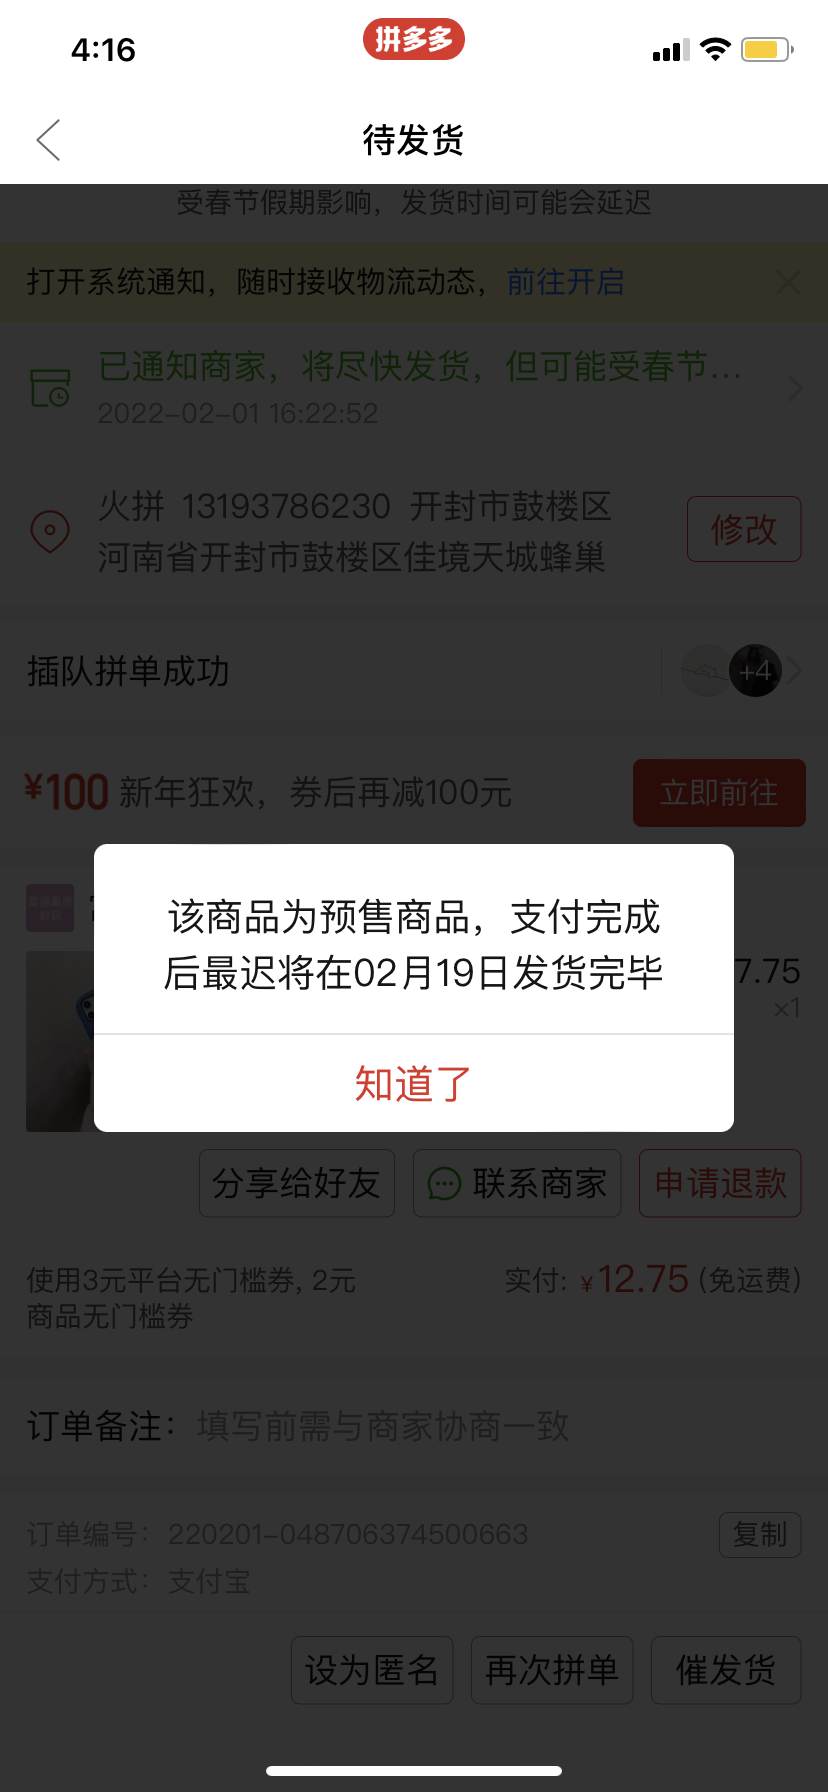 4:16
拼多多
待发货
受春节假期影响，发货时间可能会延迟
打开系统通知，随时接收物流动态，前往开启
已通知商家，将尽快发货，但可能受春节...
2022-02-01 16:22:52
火拼 13193786230 开封市鼓楼区
河南省开封市鼓楼区佳境天城蜂巢
修改
插队拼单成功
+4
¥100 新年狂欢，券后再减100元
立即前往
该商品为预售商品，支付完成
后最迟将在02月19日发货完毕
7.75
×1
知道了
分享给好友
联系商家
申请退款
使用3元平台无门槛券, 2元
商品无门槛券
实付: ¥12.75 (免运费)
订单备注：填写前需与商家协商一致
订单编号：220201-048706374500663
复制
支付方式：支付宝
设为匿名
再次拼单
催发货